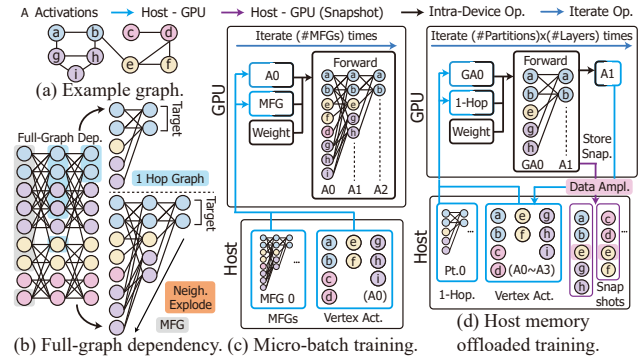 A Activations
Host - GPU
Host - GPU (Snapshot)
Intra-Device Op.
Iterate Op.
a b c d
g h e f
i
(a) Example graph.
Full-Graph Dep.
Target
1 Hop Graph
Target
Neigh.
Explode
MFG
(b) Full-graph dependency.
Iterate (#MFGs) times
GPU
A0
MFG
Weight
Forward
a a a
b b b
e e
f g
g h
h
i
A0 A1 A2
Host
MFG 0
...
MFGs
a e g
b f h
c i
d (A0)
Vertex Act.
(c) Micro-batch training.
Iterate (#Partitions)x(#Layers) times
GPU
GA0
1-Hop
Weight
Forward
a a
b b
e
g
h
GA0 A1
A1
Store
Snap.
Data Ampl.
Host
Pt.0
...
1-Hop.
a e g
b f h
c i
d (A0~A3)
Vertex Act.
a c
b d
e e
g f
h
...
Snap
shots
(d) Host memory
offloaded training.